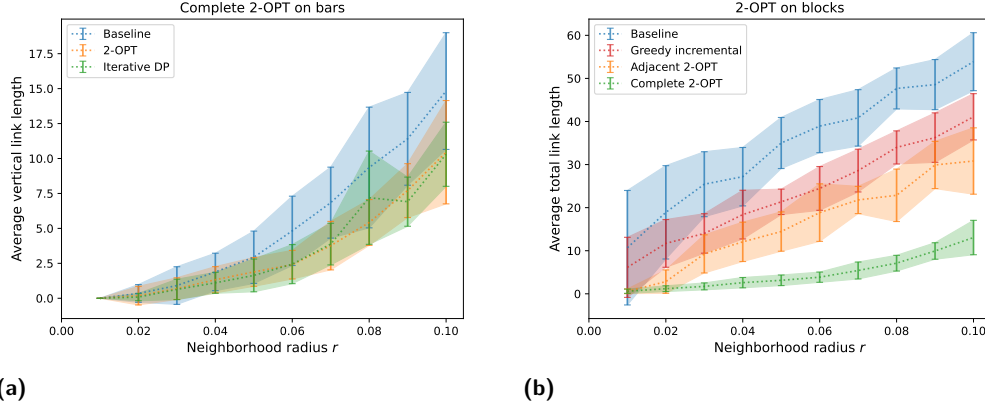 Complete 2-OPT on bars
Baseline
2-OPT
Iterative DP
17.5
15.0
12.5
10.0
7.5
5.0
2.5
0.0
Average vertical link length
0.00
0.02
0.04
0.06
0.08
0.10
Neighborhood radius r
(a)
2-OPT on blocks
Baseline
Greedy incremental
Adjacent 2-OPT
Complete 2-OPT
60
50
40
30
20
10
0
Average total link length
0.00
0.02
0.04
0.06
0.08
0.10
Neighborhood radius r
(b)